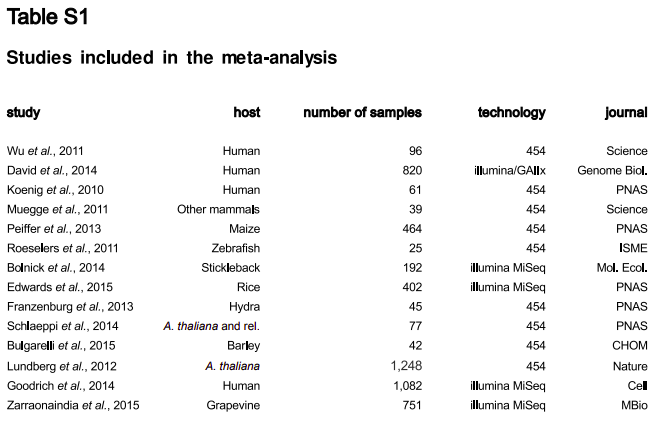 Table S1
Studies included in the meta-analysis
study host number of samples technology journal
Wu et al., 2011 Human 96 454 Science
David et al., 2014 Human 820 illumina/GAIIx Genome Biol.
Koenig et al., 2010 Human 61 454 PNAS
Muegge et al., 2011 Other mammals 39 454 Science
Peiffer et al., 2013 Maize 464 454 PNAS
Roeselers et al., 2011 Zebrafish 25 454 ISME
Bolnick et al., 2014 Stickleback 192 illumina MiSeq Mol. Ecol.
Edwards et al., 2015 Rice 402 illumina MiSeq PNAS
Franzenburg et al., 2013 Hydra 45 454 PNAS
Schlaeppi et al., 2014 A. thaliana and rel. 77 454 PNAS
Bulgarelli et al., 2015 Barley 42 454 CHOM
Lundberg et al., 2012 A. thaliana 1,248 454 Nature
Goodrich et al., 2014 Human 1,082 illumina MiSeq Cell
Zarraonaindia et al., 2015 Grapevine 751 illumina MiSeq MBio